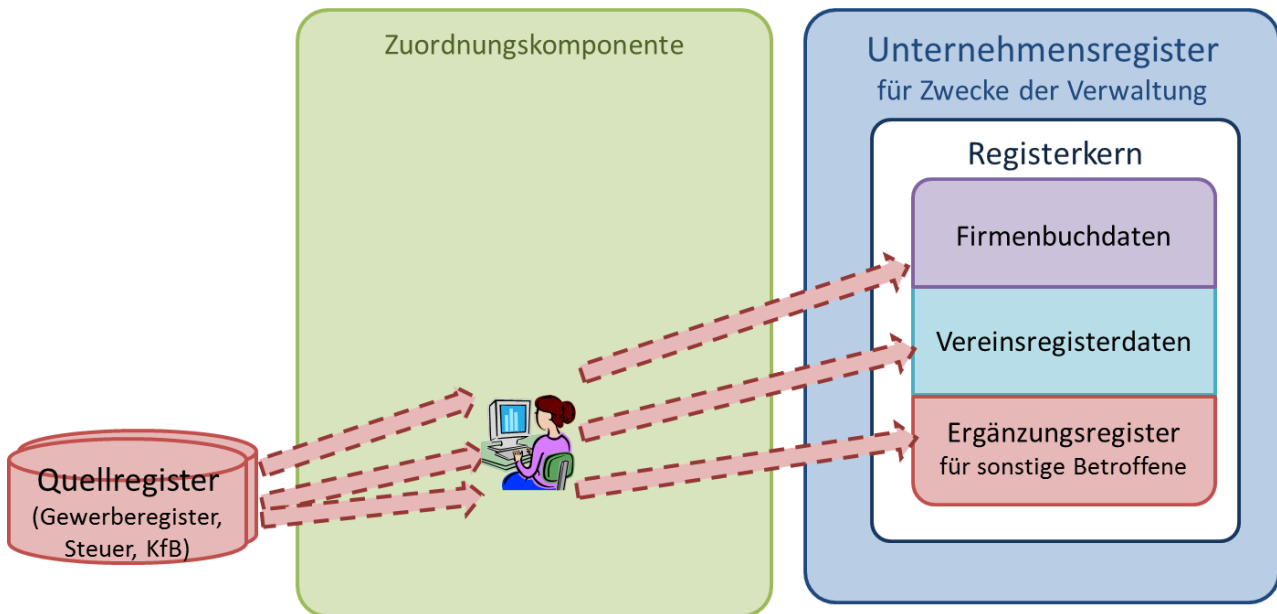 Zuordnungskomponente
Unternehmensregister
für Zwecke der Verwaltung
Registerkern
Firmenbuchdaten
Vereinsregisterdaten
Ergänzungsregister
für sonstige Betroffene
Quellregister
(Gewerberegister,
Steuer, KfB)